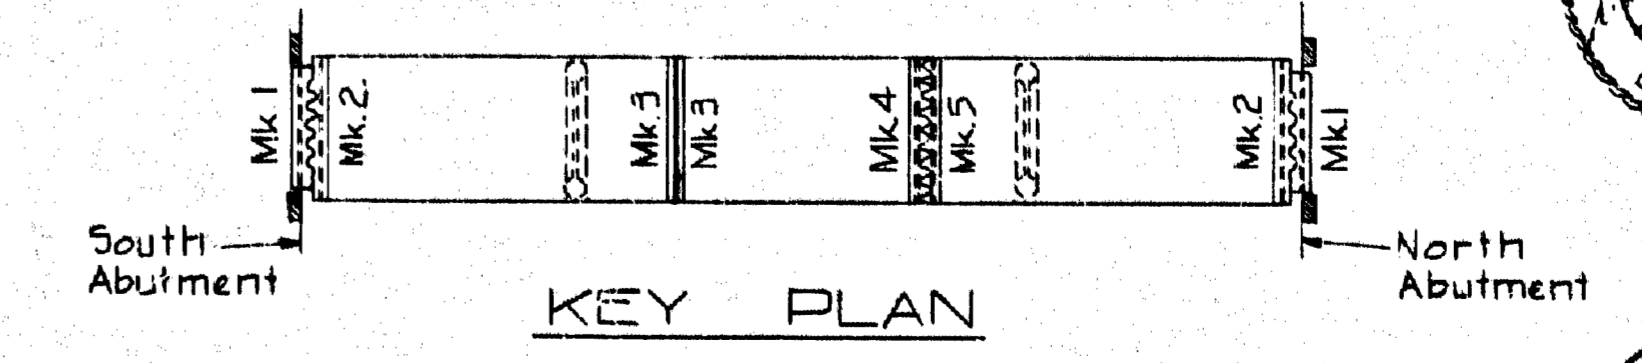 Mk.1
Mk.2.
Mk.3
Mk.3
Mk.4
Mk.5
Mk.2
Mk.1
South
Abutment
North
Abutment
KEY PLAN